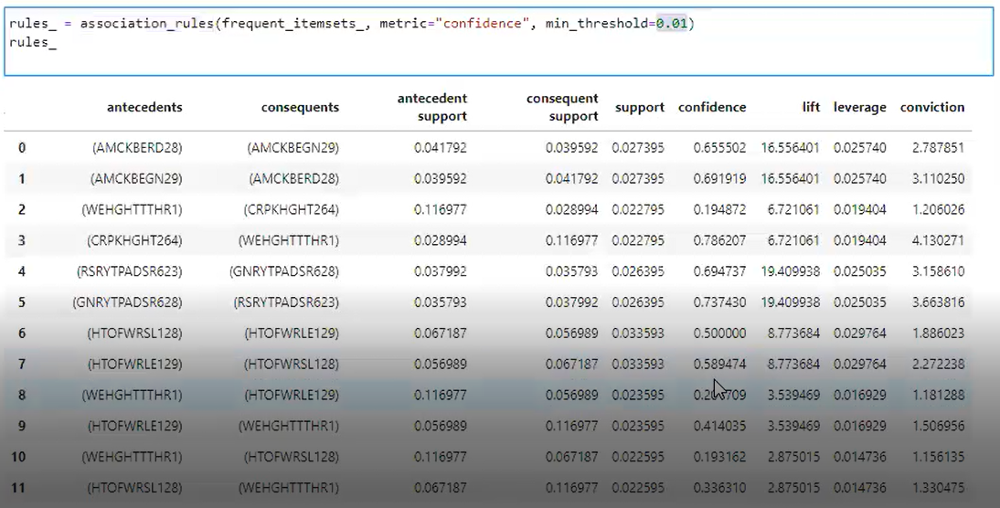 rules_ = association_rules(frequent_itemsets_, metric="confidence", min_threshold=0.01)
rules_
antecedents consequents antecedent support consequent support support confidence lift leverage conviction
0 (AMCKBERD28) (AMCKBEGN29) 0.041792 0.039592 0.027395 0.655502 16.556401 0.025740 2.787851
1 (AMCKBEGN29) (AMCKBERD28) 0.039592 0.041792 0.027395 0.691919 16.556401 0.025740 3.110250
2 (WEHGHTTTHR1) (CRPKHGHT264) 0.116977 0.028994 0.022795 0.194872 6.721061 0.019404 1.206026
3 (CRPKHGHT264) (WEHGHTTTHR1) 0.028994 0.116977 0.022795 0.786207 6.721061 0.019404 4.130271
4 (RSRYTPADSR623) (GNRYTPADSR628) 0.037992 0.035793 0.026395 0.694737 19.409938 0.025035 3.158610
5 (GNRYTPADSR628) (RSRYTPADSR623) 0.035793 0.037992 0.026395 0.737430 19.409938 0.025035 3.663816
6 (HTOFWRSL128) (HTOFWRLE129) 0.067187 0.056989 0.033593 0.500000 8.773684 0.029764 1.886023
7 (HTOFWRLE129) (HTOFWRSL128) 0.056989 0.067187 0.033593 0.589474 8.773684 0.029764 2.272238
8 (WEHGHTTTHR1) (HTOFWRLE129) 0.116977 0.056989 0.023595 3.539469 0.016929 1.181288
9 (HTOFWRLE129) (WEHGHTTTHR1) 0.056989 0.116977 0.023595 0.414035 3.539469 0.016929 1.506956
10 (WEHGHTTTHR1) (HTOFWRSL128) 0.116977 0.067187 0.022595 0.193162 2.875015 0.014736 1.156135
11 (HTOFWRSL128) (WEHGHTTTHR1) 0.067187 0.116977 0.022595 0.336310 2.875015 0.014736 1.330475